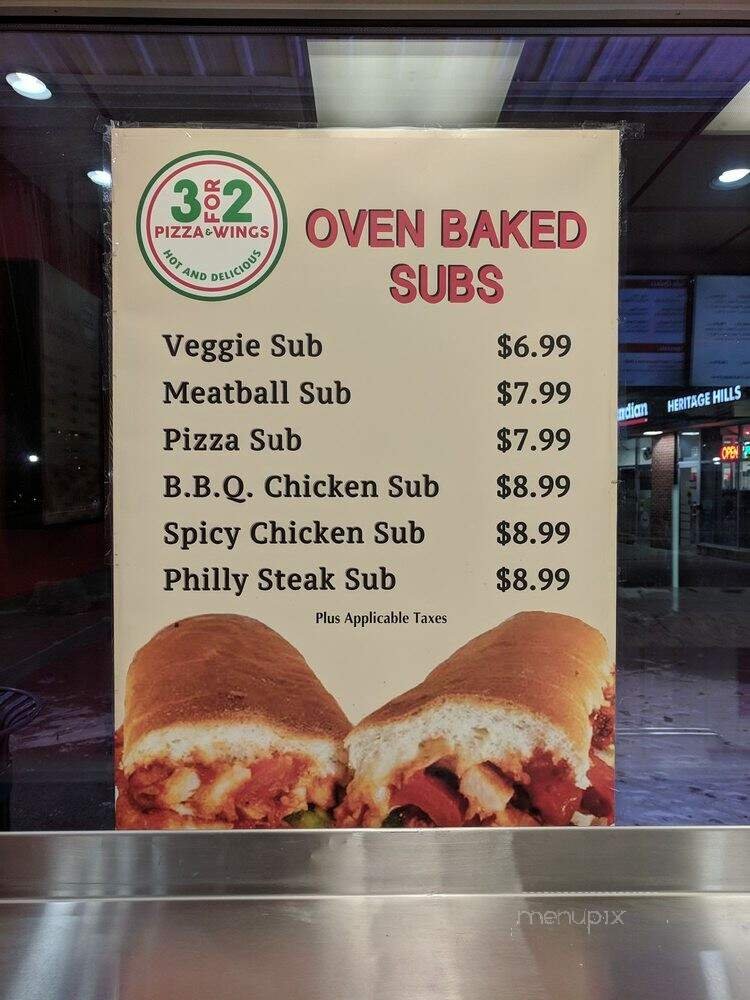 3 FOR 2
PIZZA & WINGS
HOT AND DELICIOUS
OVEN BAKED
SUBS
Veggie Sub $6.99
Meatball Sub $7.99
Pizza Sub $7.99
B.B.Q. Chicken Sub $8.99
Spicy Chicken Sub $8.99
Philly Steak Sub $8.99
Plus Applicable Taxes
HERITAGE HILLS
OPEN
menupix